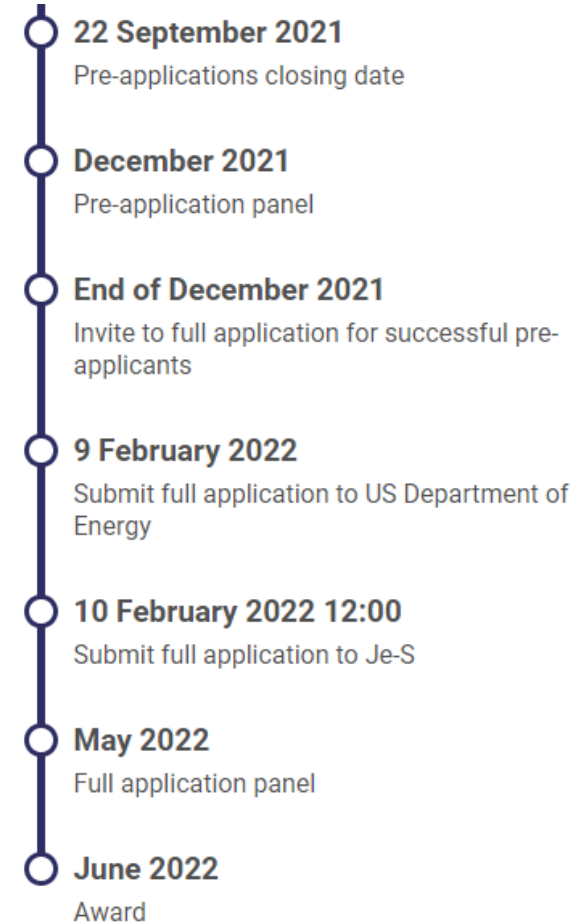 22 September 2021
Pre-applications closing date
December 2021
Pre-application panel
End of December 2021
Invite to full application for successful pre-
applicants
9 February 2022
Submit full application to US Department of
Energy
10 February 2022 12:00
Submit full application to Je-S
May 2022
Full application panel
June 2022
Award